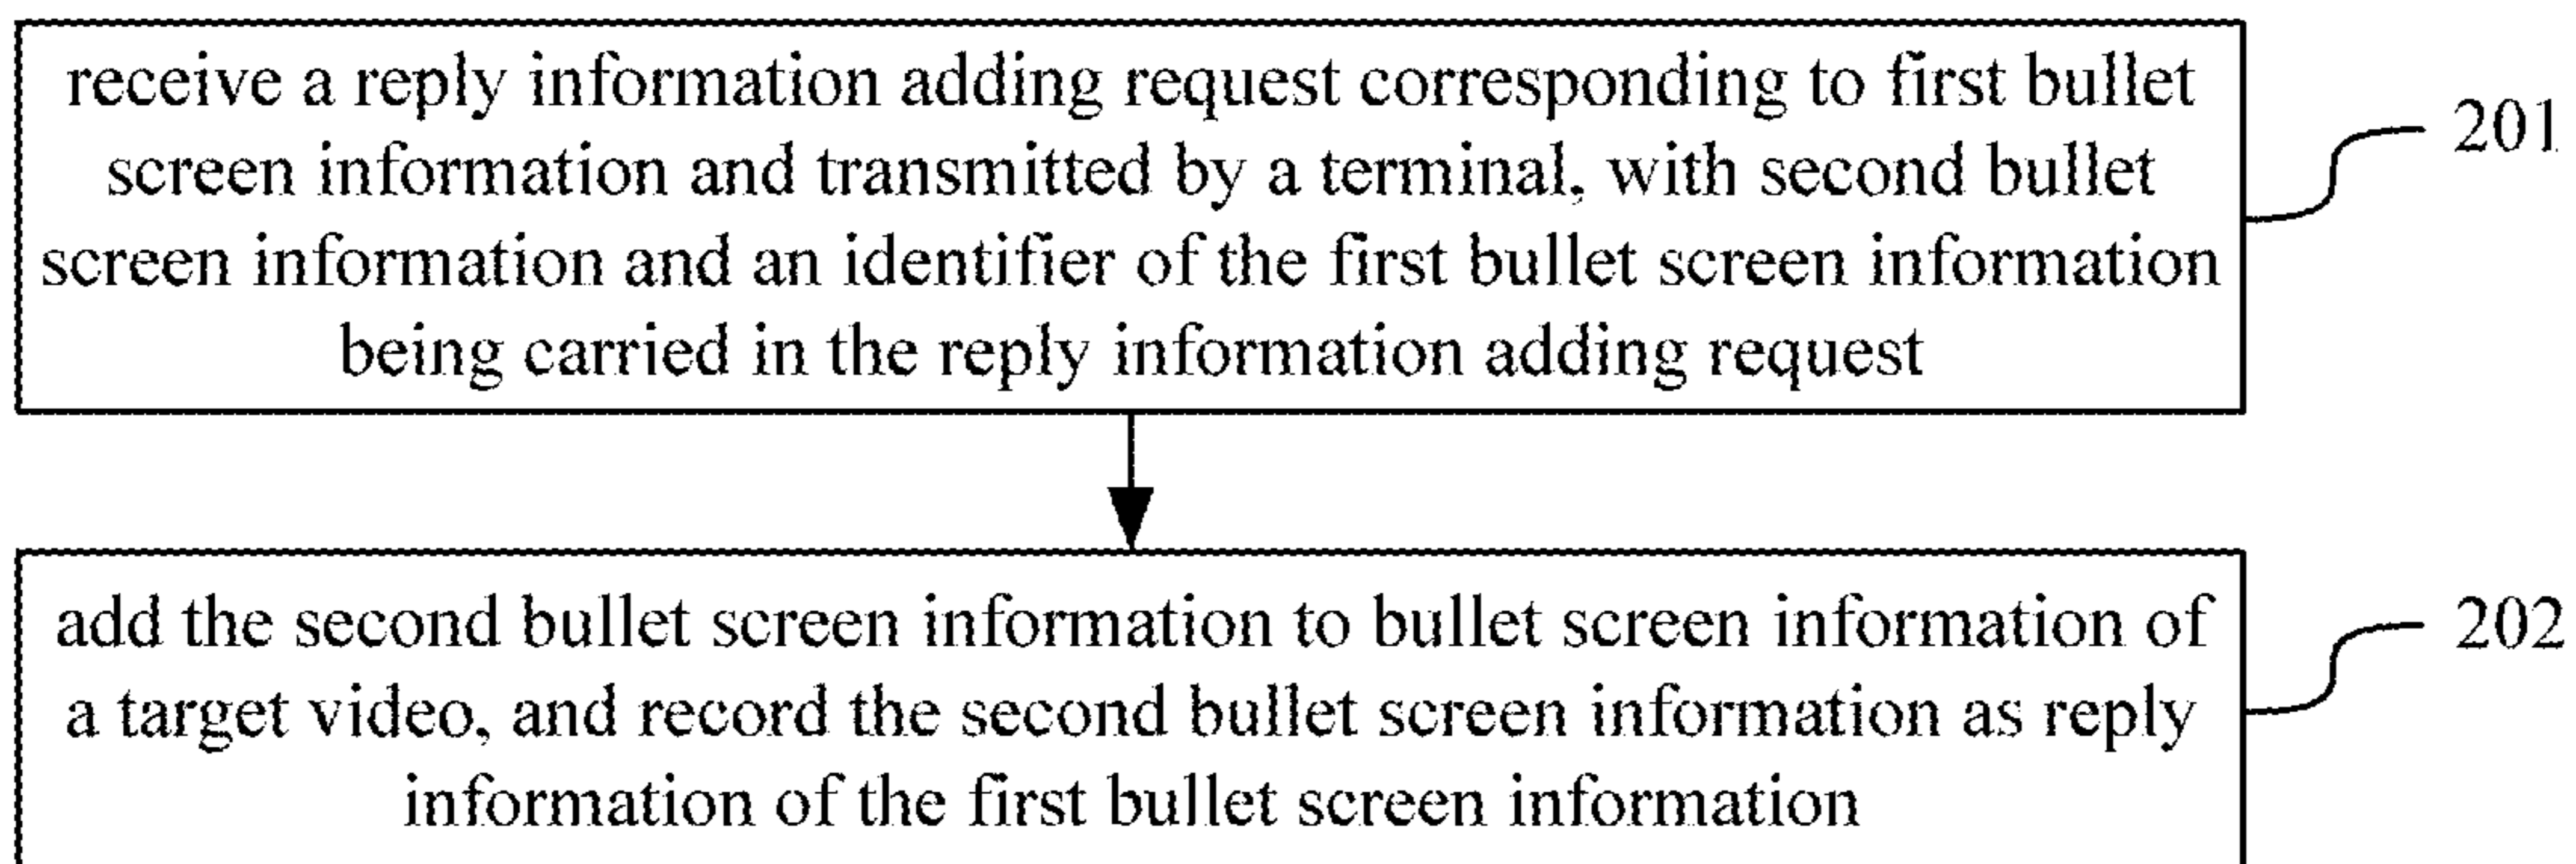 receive a reply information adding request corresponding to first bullet
screen information and transmitted by a terminal, with second bullet
screen information and an identifier of the first bullet screen information
being carried in the reply information adding request
201
add the second bullet screen information to bullet screen information of
a target video, and record the second bullet screen information as reply
information of the first bullet screen information
202